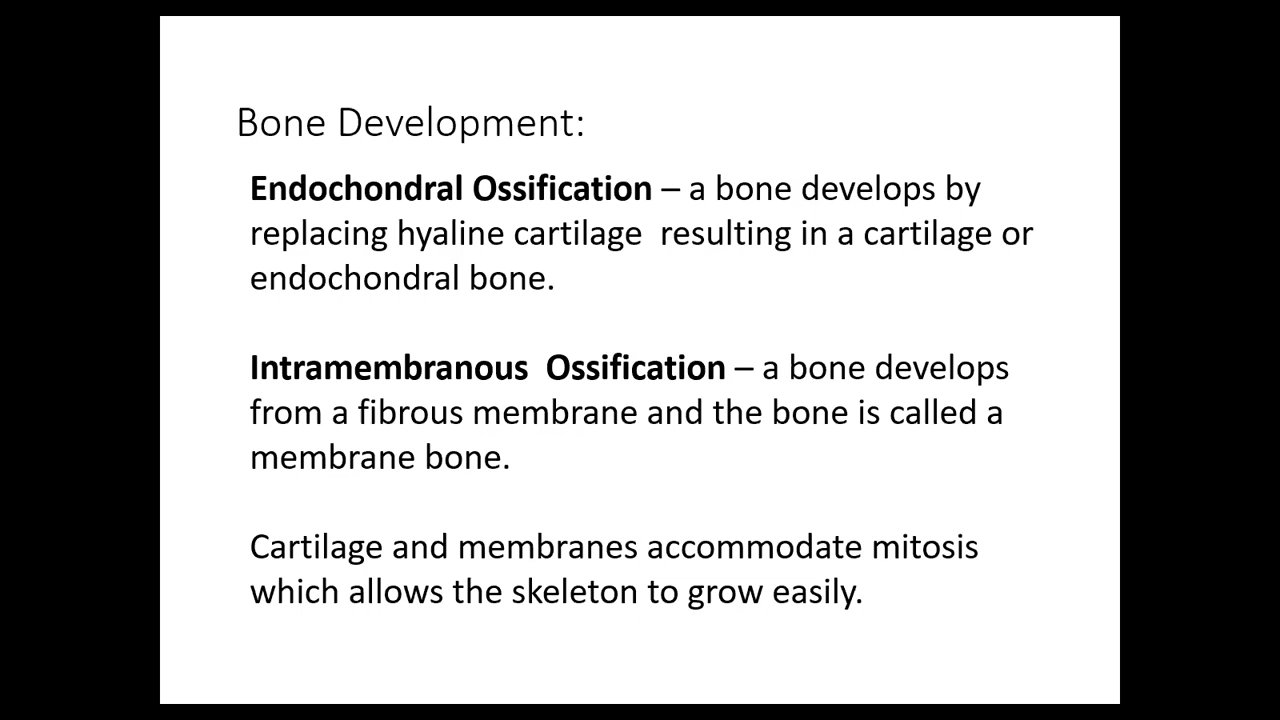 Bone Development:
Endochondral Ossification – a bone develops by
replacing hyaline cartilage  resulting in a cartilage or
endochondral bone.
Intramembranous  Ossification – a bone develops
from a fibrous membrane and the bone is called a
membrane bone.
Cartilage and membranes accommodate mitosis
which allows the skeleton to grow easily.